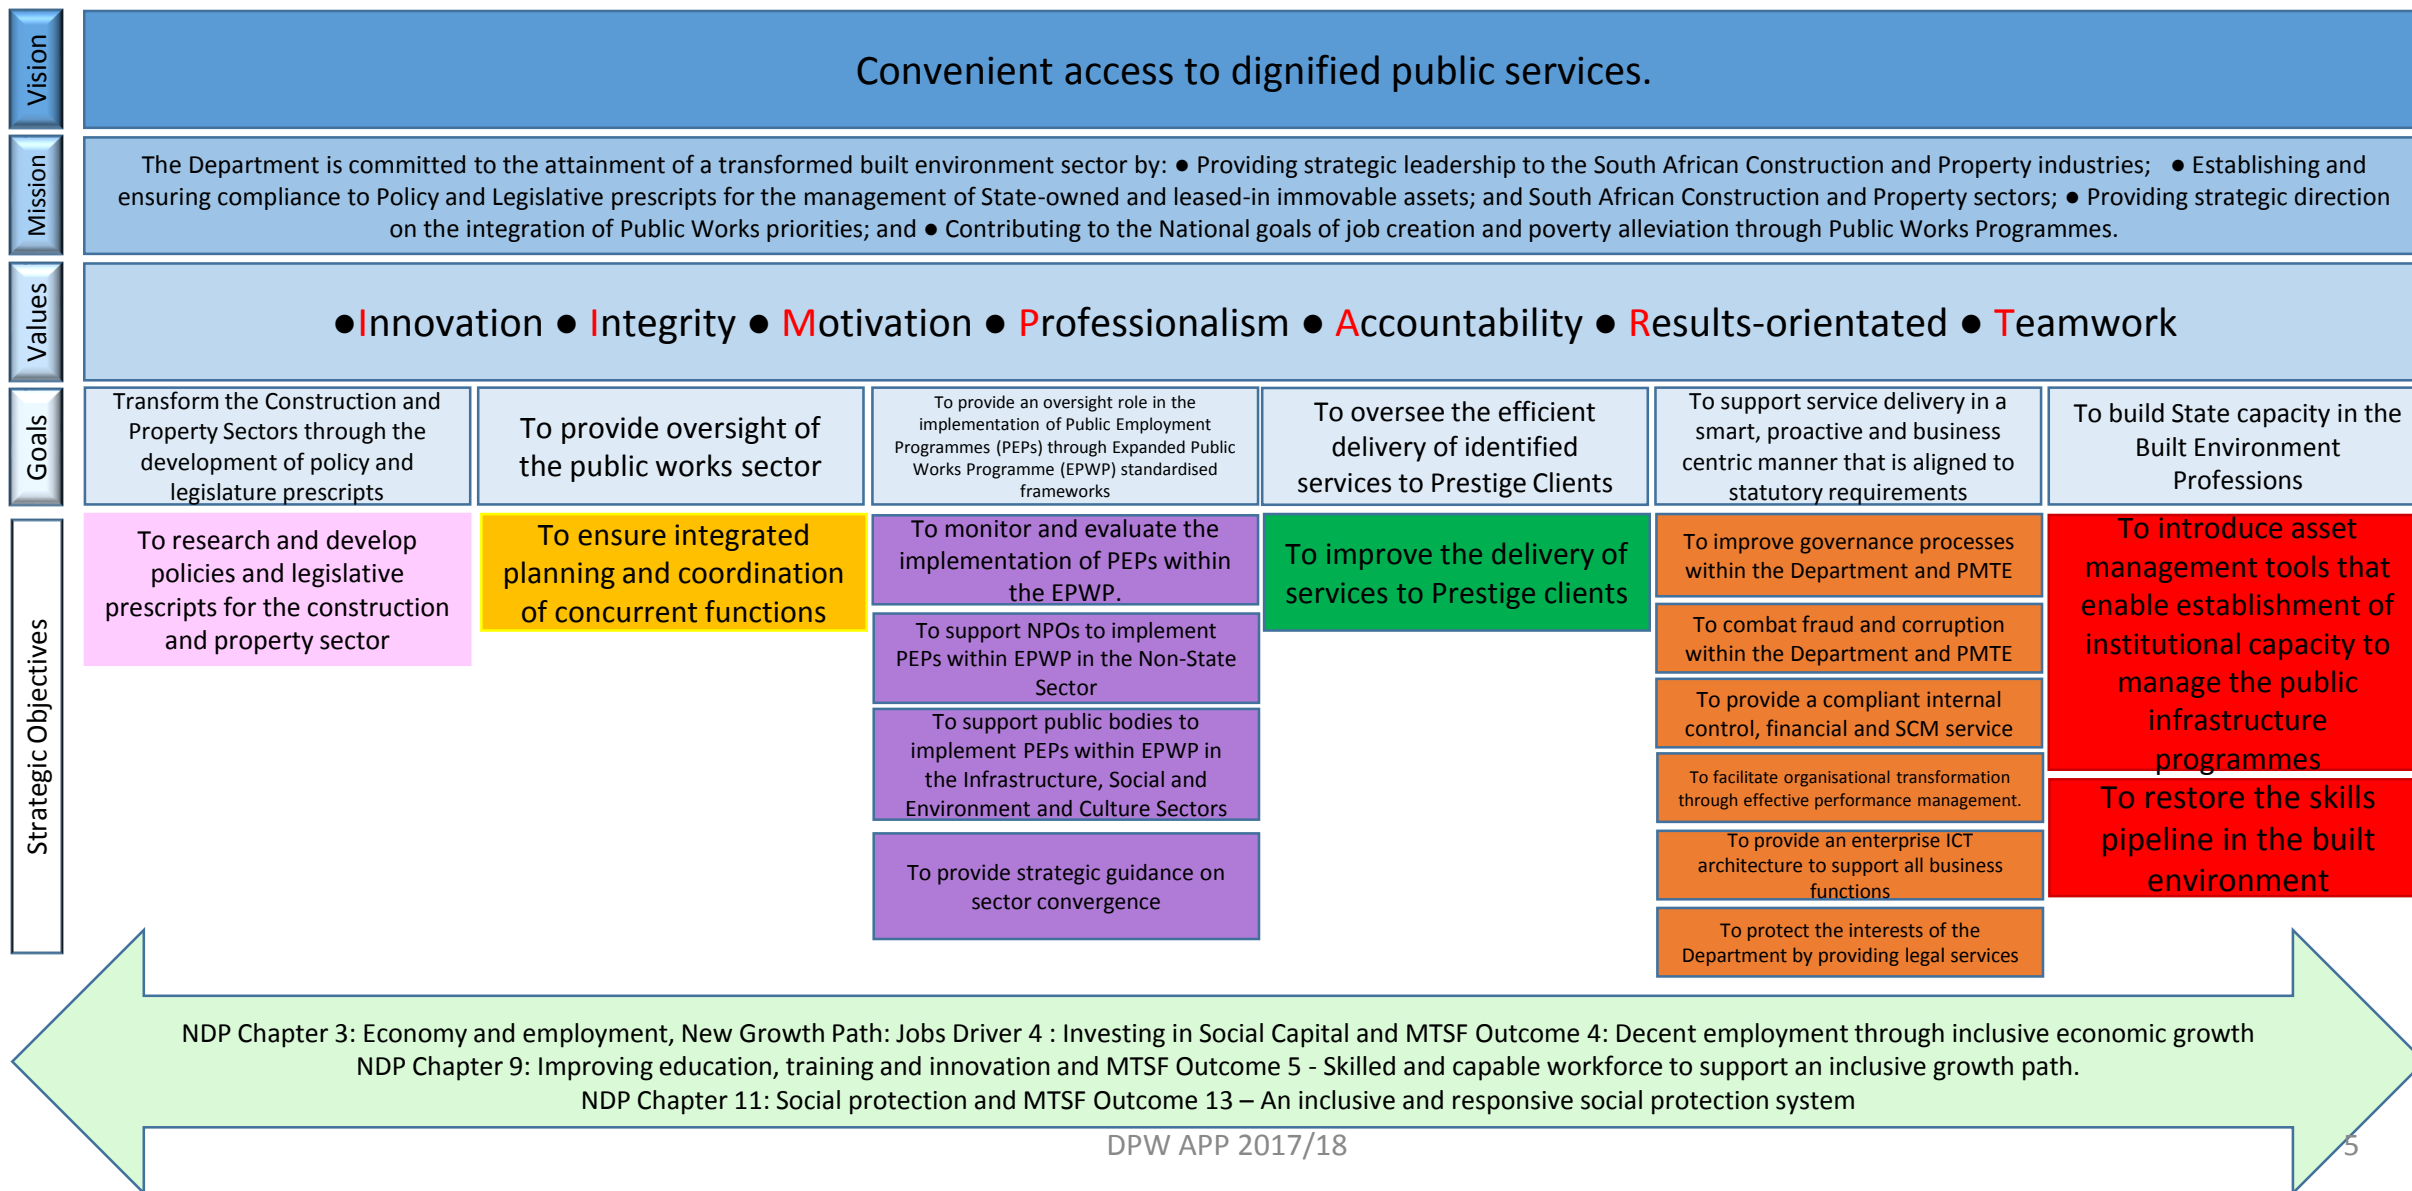 Vision
Convenient access to dignified public services.
Mission
The Department is committed to the attainment of a transformed built environment sector by: ● Providing strategic leadership to the South African Construction and Property industries; ● Establishing and
ensuring compliance to Policy and Legislative prescripts for the management of State-owned and leased-in immovable assets; and South African Construction and Property sectors; ● Providing strategic direction
on the integration of Public Works priorities; and ● Contributing to the National goals of job creation and poverty alleviation through Public Works Programmes.
Values
●Innovation ● Integrity ● Motivation ● Professionalism ● Accountability ● Results-orientated ● Teamwork
Goals
Transform the Construction and
Property Sectors through the
development of policy and
legislature prescripts
To provide oversight of
the public works sector
To provide an oversight role in the
implementation of Public Employment
Programmes (PEPs) through Expanded Public
Works Programme (EPWP) standardised
frameworks
To oversee the efficient
delivery of identified
services to Prestige Clients
To support service delivery in a
smart, proactive and business
centric manner that is aligned to
statutory requirements
To build State capacity in the
Built Environment
Professions
Strategic Objectives
To research and develop
policies and legislative
prescripts for the construction
and property sector
To ensure integrated
planning and coordination
of concurrent functions
To monitor and evaluate the
implementation of PEPs within
the EPWP.
To support NPOs to implement
PEPs within EPWP in the Non-State
Sector
To support public bodies to
implement PEPs within EPWP in
the Infrastructure, Social and
Environment and Culture Sectors
To provide strategic guidance on
sector convergence
To improve the delivery of
services to Prestige clients
To improve governance processes
within the Department and PMTE
To combat fraud and corruption
within the Department and PMTE
To provide a compliant internal
control, financial and SCM service
To facilitate organisational transformation
through effective performance management.
To provide an enterprise ICT
architecture to support all business
functions
To protect the interests of the
Department by providing legal services
To introduce asset
management tools that
enable establishment of
institutional capacity to
manage the public
infrastructure
programmes
To restore the skills
pipeline in the built
environment
NDP Chapter 3: Economy and employment, New Growth Path: Jobs Driver 4 : Investing in Social Capital and MTSF Outcome 4: Decent employment through inclusive economic growth
NDP Chapter 9: Improving education, training and innovation and MTSF Outcome 5 - Skilled and capable workforce to support an inclusive growth path.
NDP Chapter 11: Social protection and MTSF Outcome 13 – An inclusive and responsive social protection system
DPW APP 2017/18
5